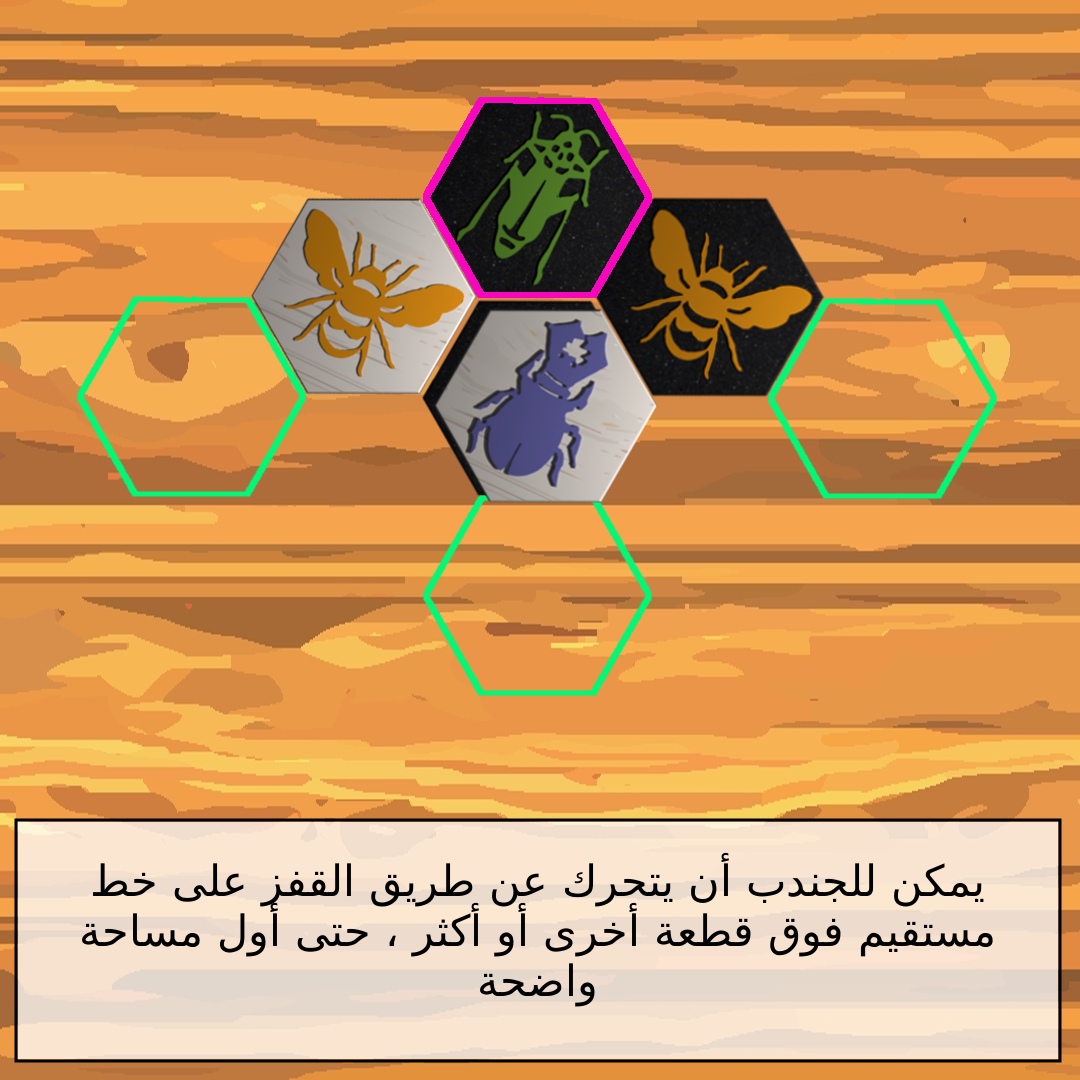 يمكن للجندب أن يتحرك عن طريق القفز على خط
مستقيم فوق قطعة أخرى أو أكثر ، حتى أول مساحة
واضحة